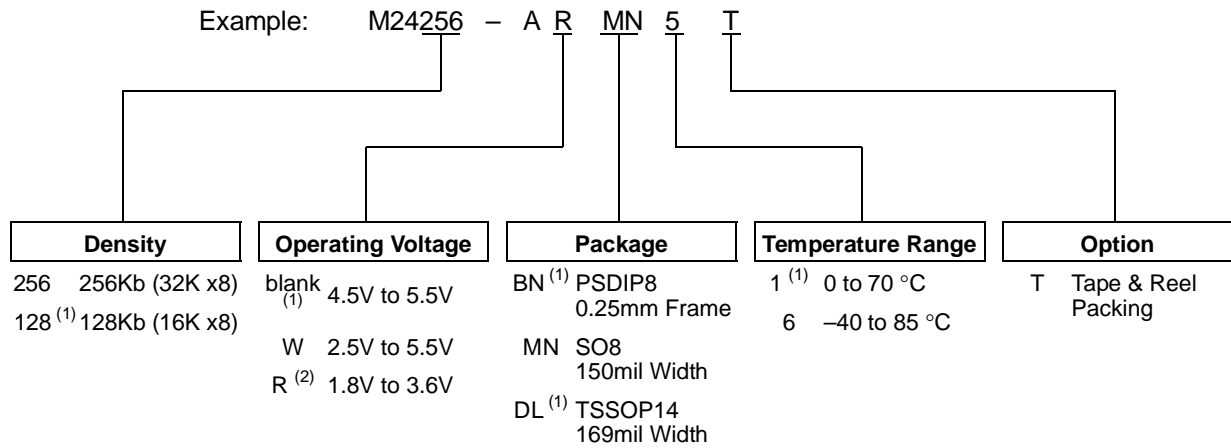 Example: M24256 – A R MN 5 T
Density
256 256Kb (32K x8)
128 (1) 128Kb (16K x8)
Operating Voltage
blank (1) 4.5V to 5.5V
W 2.5V to 5.5V
R (2) 1.8V to 3.6V
Package
BN (1) PSDIP8
0.25mm Frame
MN SO8
150mil Width
DL (1) TSSOP14
169mil Width
Temperature Range
1 (1) 0 to 70 °C
6 –40 to 85 °C
Option
T Tape & Reel
Packing